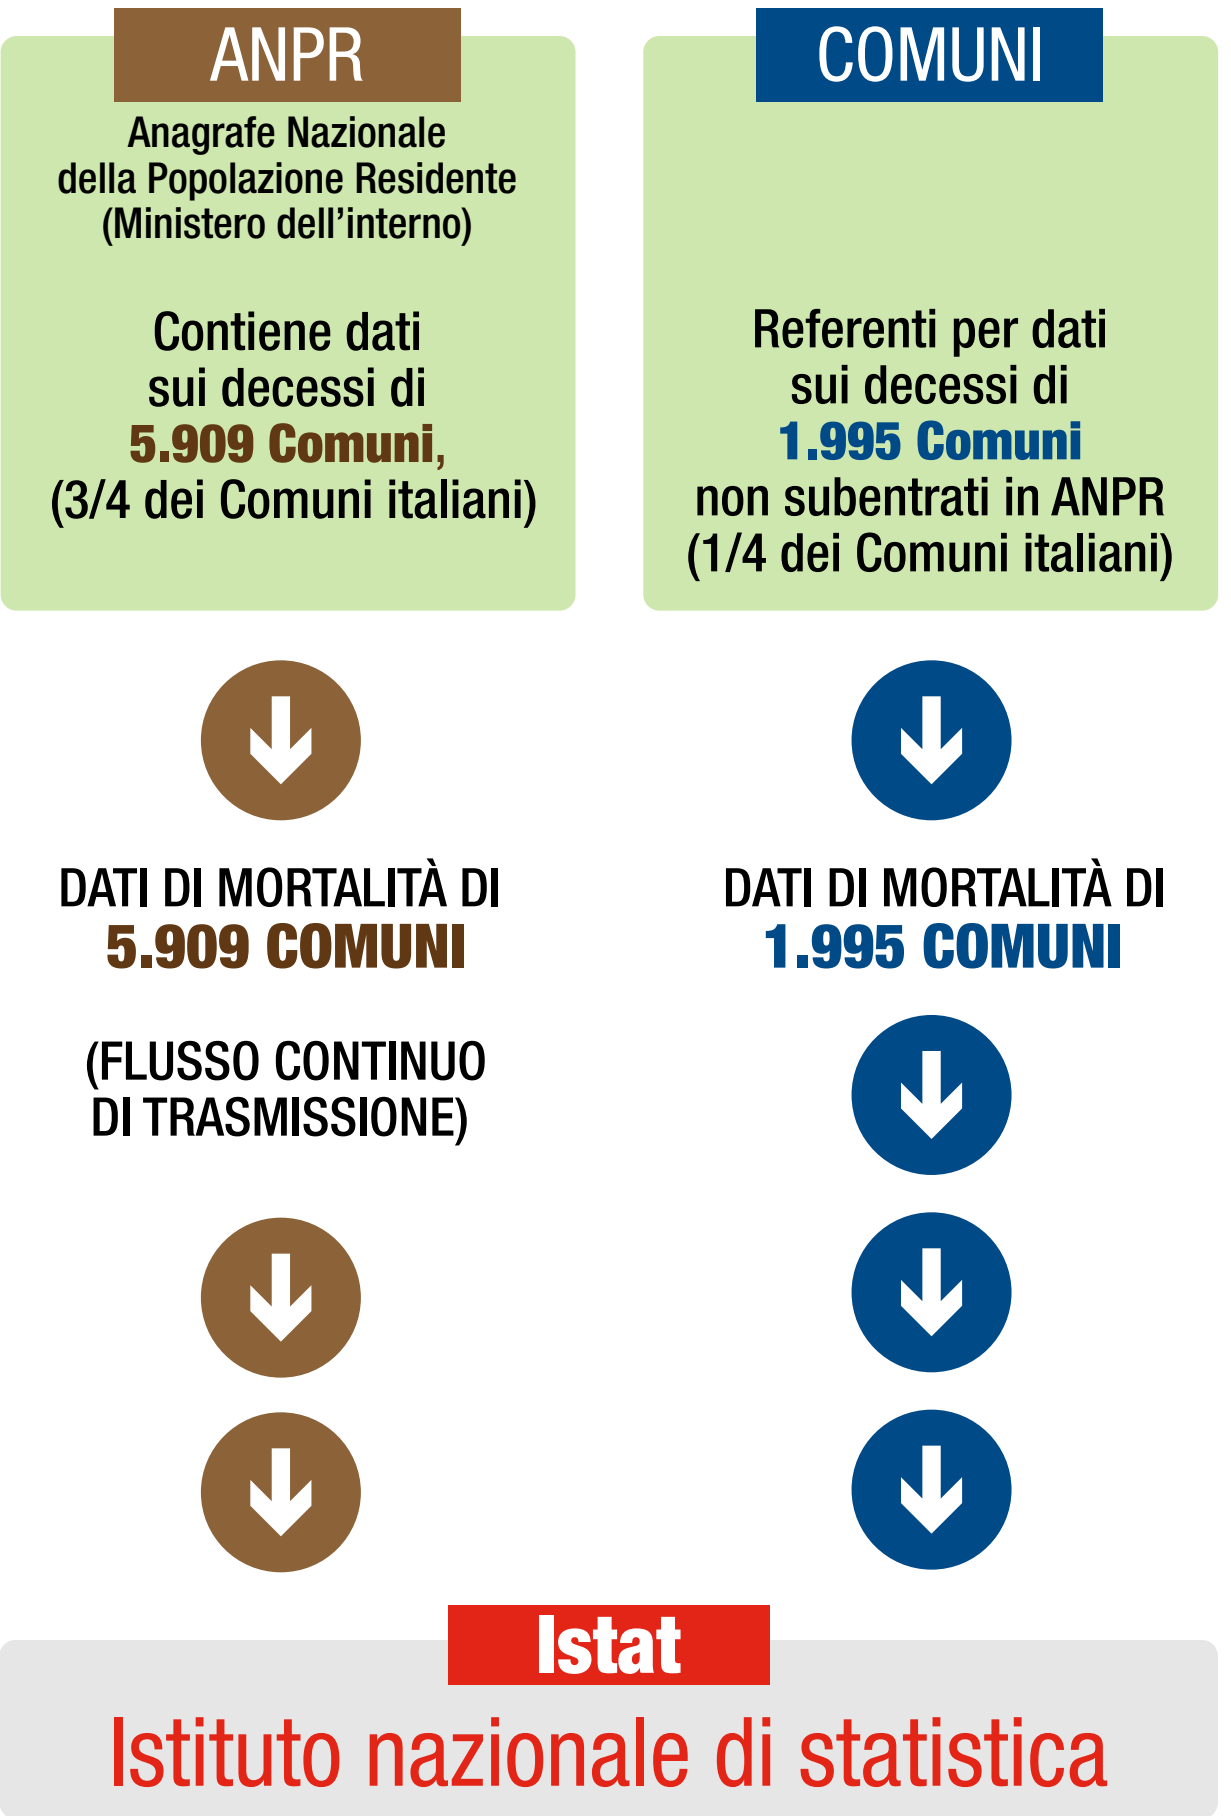 ANPR
Anagrafe Nazionale
della Popolazione Residente
(Ministero dell’interno)
Contiene dati
sui decessi di
5.909 Comuni,
(3/4 dei Comuni italiani)
COMUNI
Referenti per dati
sui decessi di
1.995 Comuni
non subentrati in ANPR
(1/4 dei Comuni italiani)
DATI DI MORTALITÀ DI
5.909 COMUNI
(FLUSSO CONTINUO
DI TRASMISSIONE)
DATI DI MORTALITÀ DI
1.995 COMUNI
Istat
Istituto nazionale di statistica